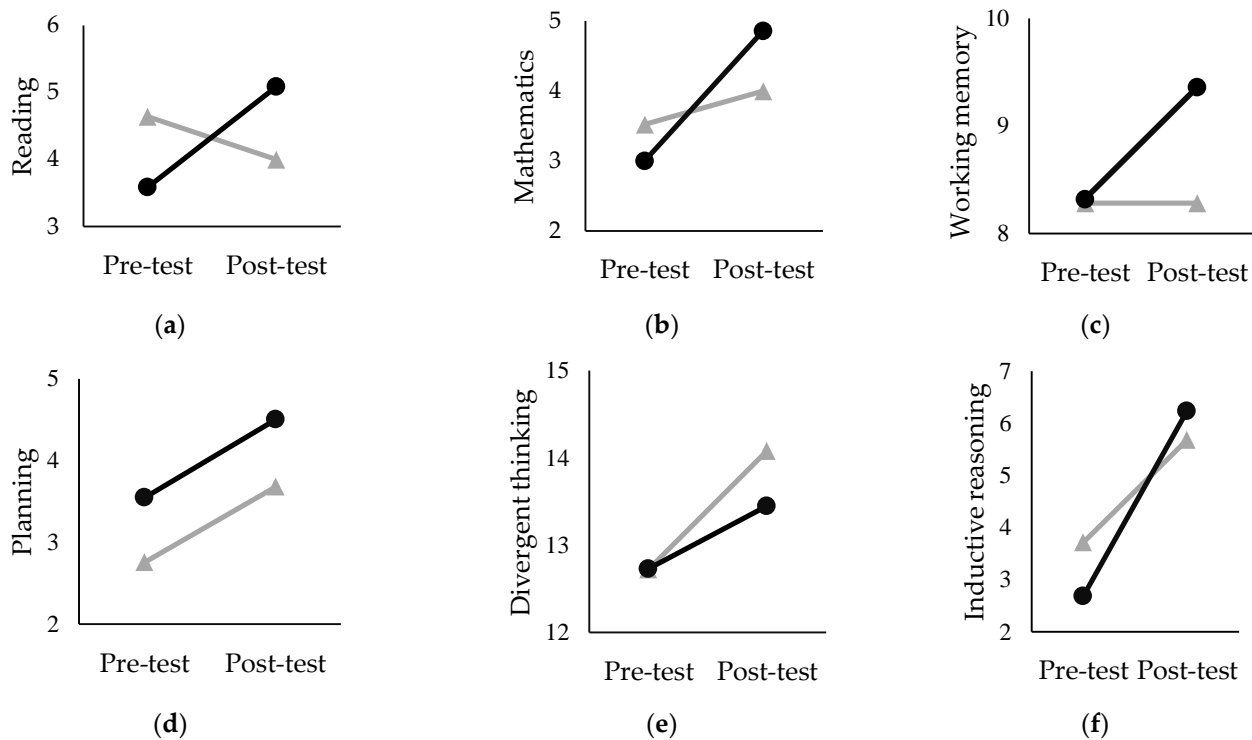 Reading
6
5
4
3
Pre-test Post-test
(a)
Mathematics
5
4
3
2
Pre-test Post-test
(b)
Working memory
10
9
8
Pre-test Post-test
(c)
Planning
5
4
3
2
Pre-test Post-test
(d)
Divergent thinking
15
14
13
12
Pre-test Post-test
(e)
Inductive reasoning
7
6
5
4
3
2
Pre-test Post-test
(f)